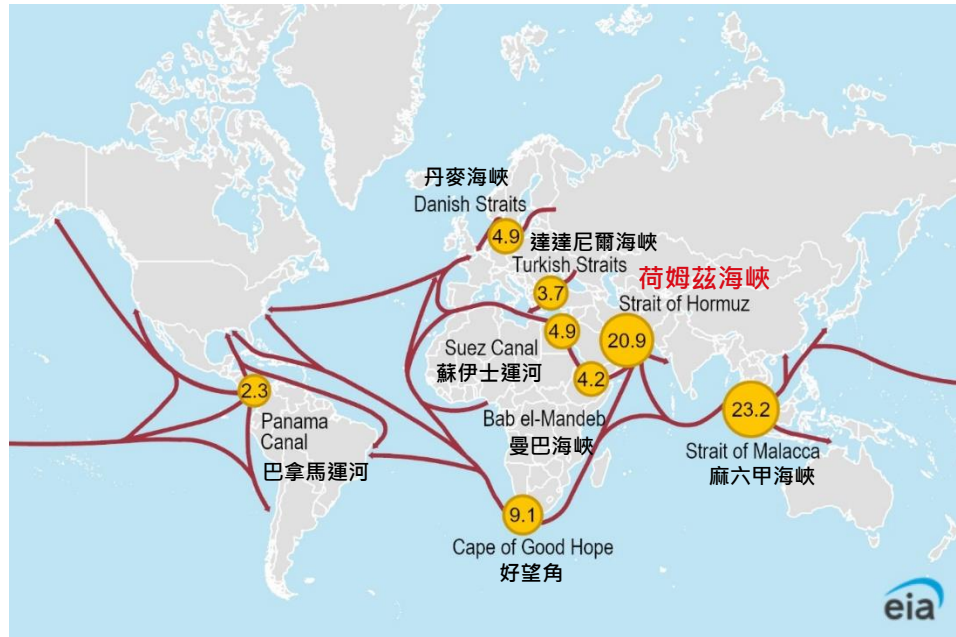 丹麥海峽
Danish Straits
4.9
達達尼爾海峽
Turkish Straits
3.7
荷姆茲海峽
Strait of Hormuz
20.9
4.9
Suez Canal
蘇伊士運河
4.2
Bab el-Mandeb
曼巴海峽
2.3
Panama
Canal
巴拿馬運河
23.2
Strait of Malacca
麻六甲海峽
9.1
Cape of Good Hope
好望角
eia